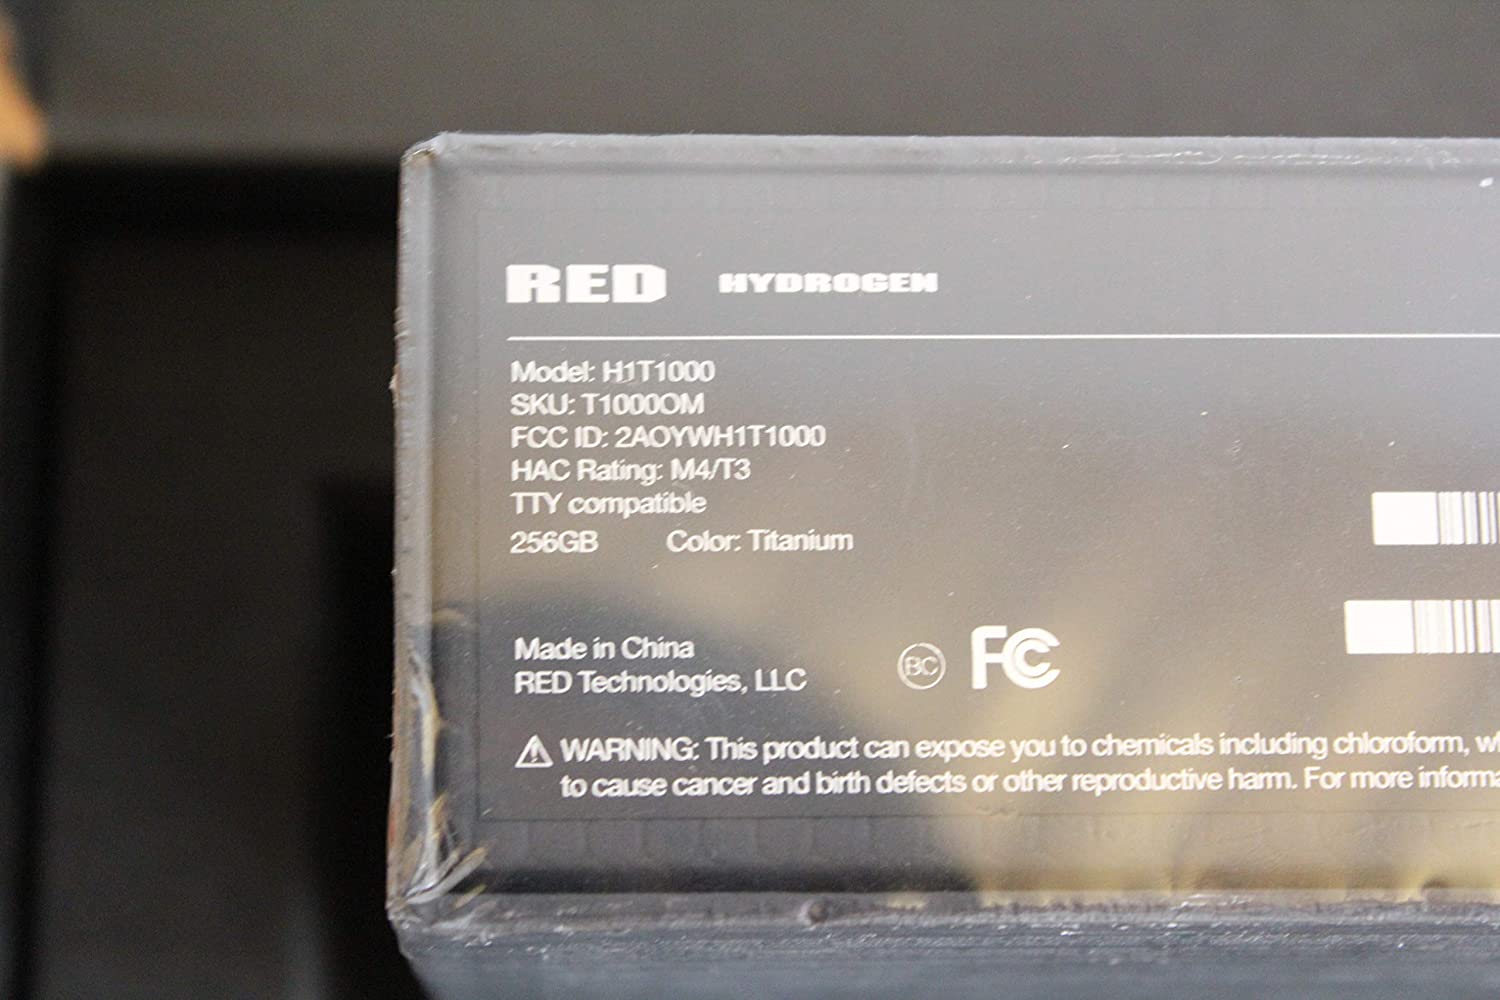 RED HYDROGEN
Model: H1T1000
SKU: T1000OM
FCC ID: 2AOYWH1T1000
HAC Rating: M4/T3
TTY compatible
256GB Color: Titanium
Made in China
RED Technologies, LLC
BC FC
WARNING: This product can expose you to chemicals including chloroform,
to cause cancer and birth defects or other reproductive harm. For more